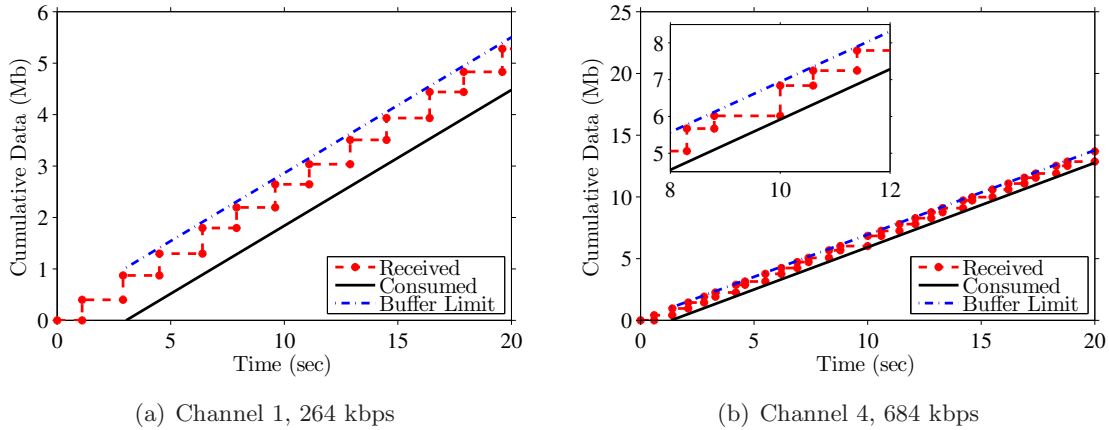 6
5
4
3
2
1
0
Cumulative Data (Mb)
0 5 10 15 20
Time (sec)
Received
Consumed
Buffer Limit
(a) Channel 1, 264 kbps
25
20
15
10
5
0
Cumulative Data (Mb)
8
7
6
5
8 10 12
0 5 10 15 20
Time (sec)
Received
Consumed
Buffer Limit
(b) Channel 4, 684 kbps